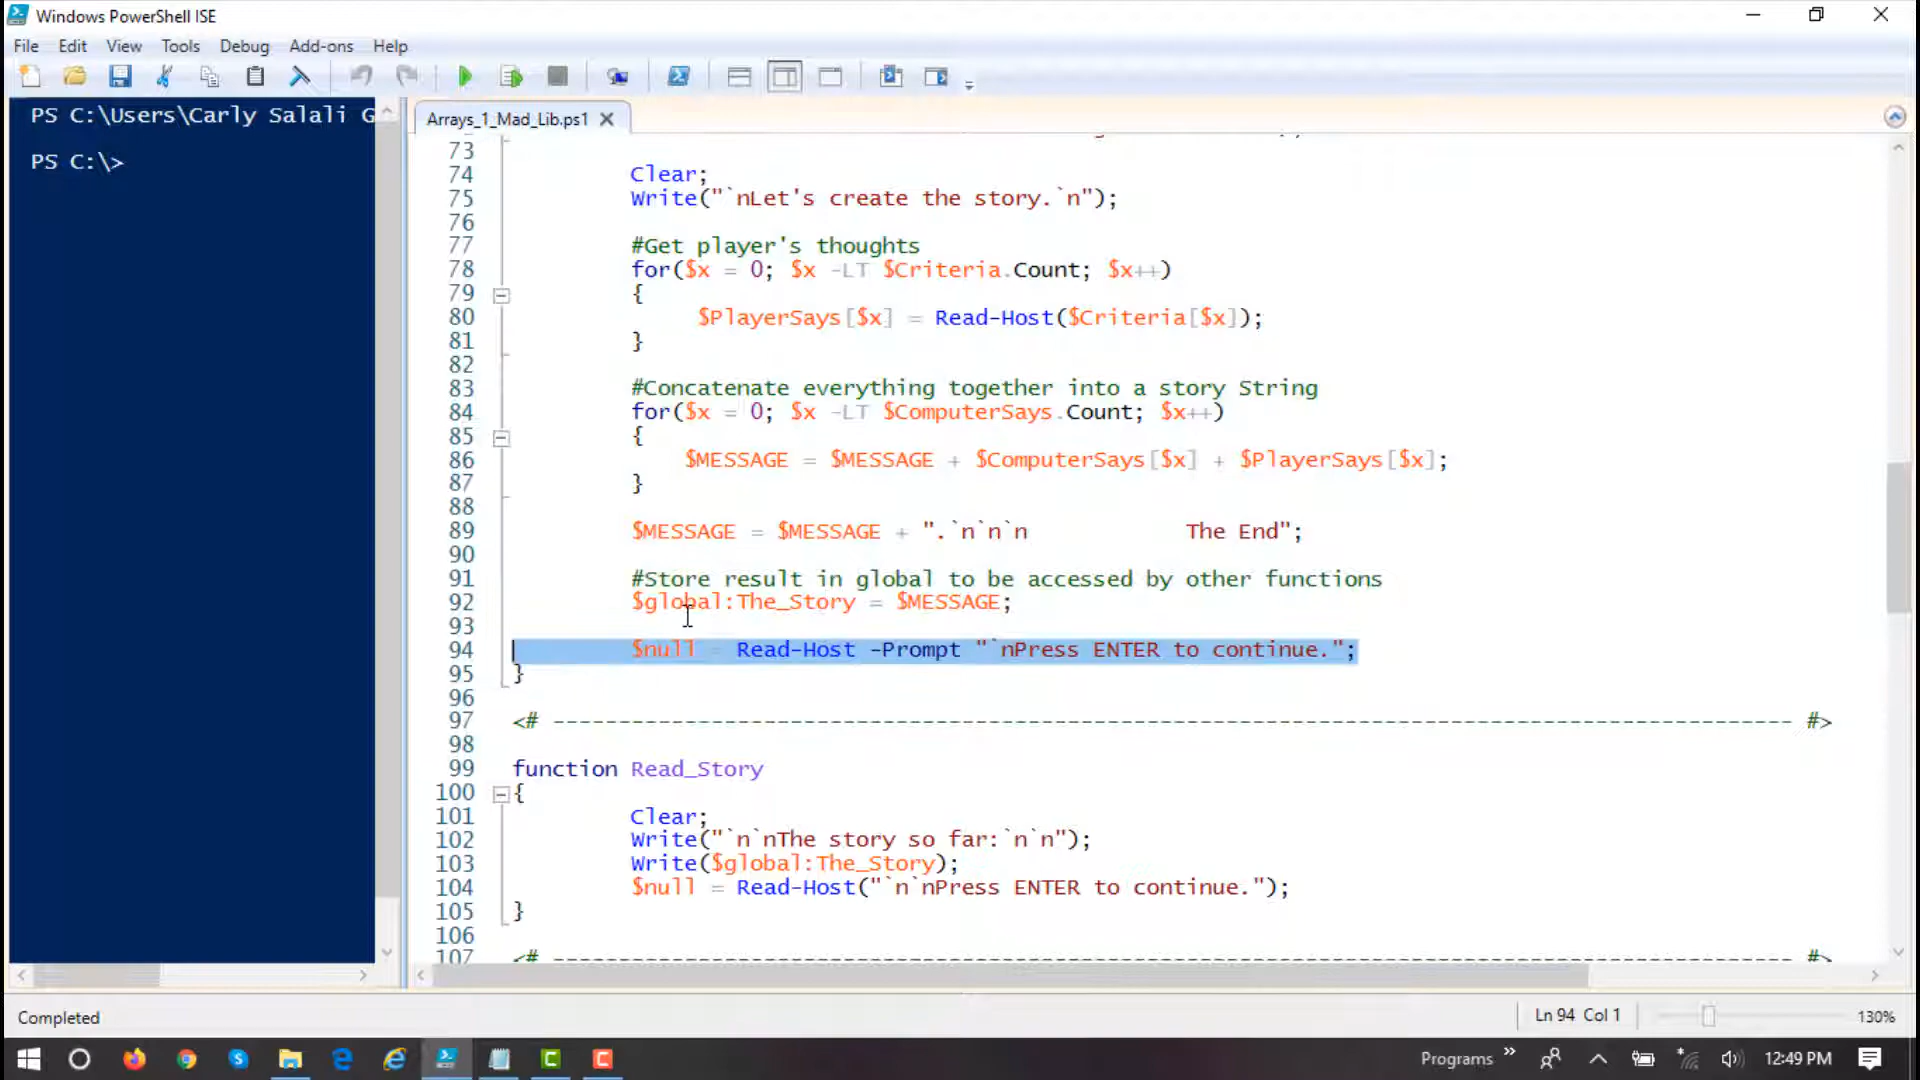 Windows PowerShell ISE
File Edit View Tools Debug Add-ons Help
PS C:\Users\Carly Salali G
PS C:\>
Arrays_1_Mad_Lib.ps1
73
74 Clear;
75 Write("`nLet's create the story.`n");
76
77 #Get player's thoughts
78 for($x = 0; $x -LT $Criteria.Count; $x++)
79 {
80 $PlayerSays[$x] = Read-Host($Criteria[$x]);
81 }
82
83 #Concatenate everything together into a story String
84 for($x = 0; $x -LT $ComputerSays.Count; $x++)
85 {
86 $MESSAGE = $MESSAGE + $ComputerSays[$x] + $PlayerSays[$x];
87 }
88
89 $MESSAGE = $MESSAGE + ".`n`n`n The End";
90
91 #Store result in global to be accessed by other functions
92 $global:The_Story = $MESSAGE;
93
94 $null = Read-Host -Prompt "`nPress ENTER to continue.";
95 }
96
97 <# ---------------------------------------------------------------------------------------------- #>
98
99 function Read_Story
100 {
101 Clear;
102 Write("`n`nThe story so far:`n`n");
103 Write($global:The_Story);
104 $null = Read-Host("`n`nPress ENTER to continue.");
105 }
106
107 <# ---------------------------------------------------------------------------------------------- #>
Completed
Ln 94 Col 1
130%
Programs
12:49 PM